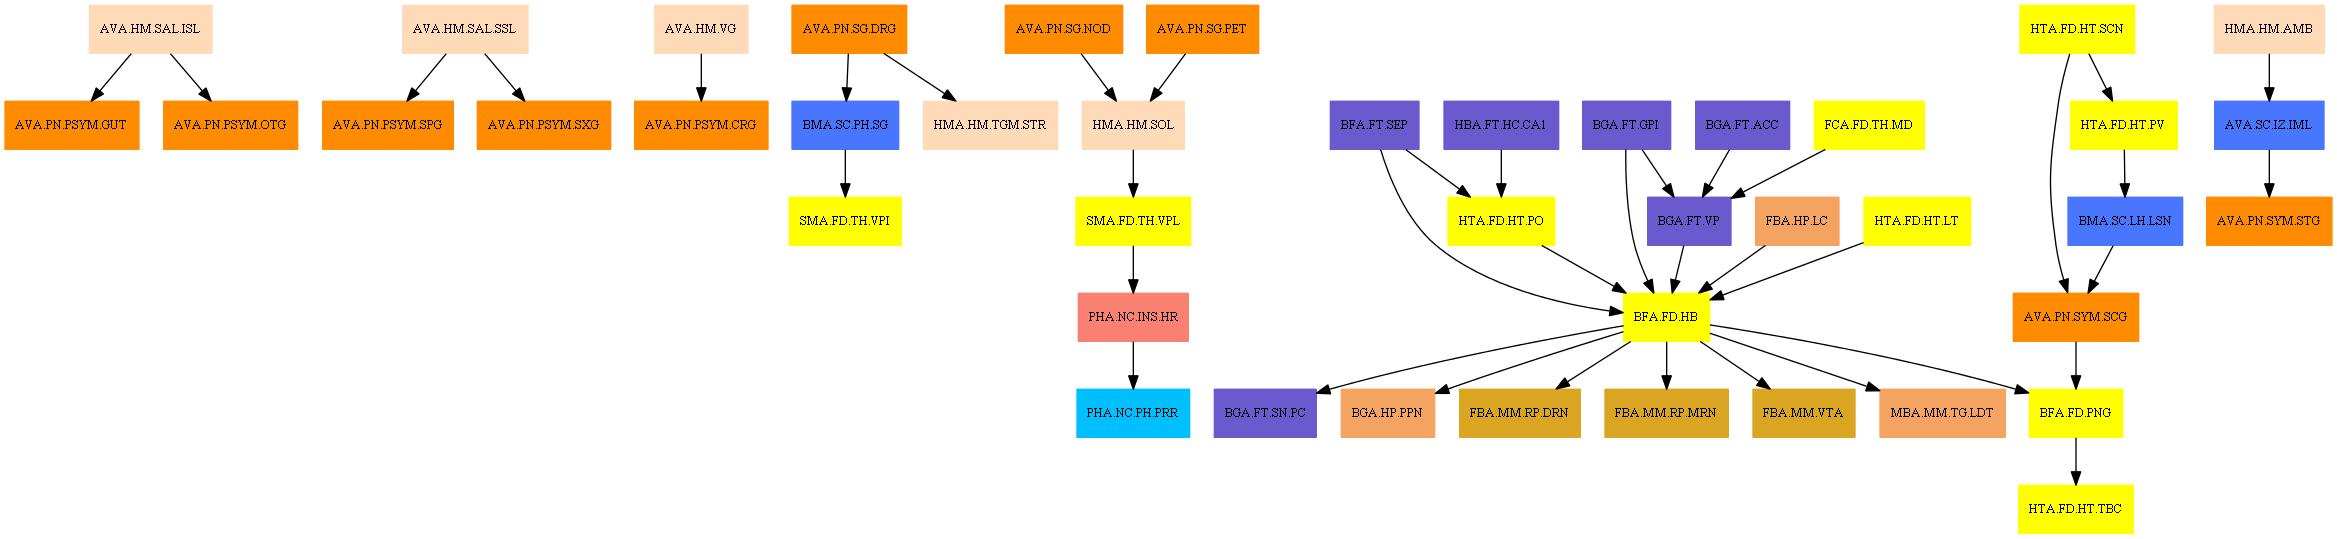 AVA.HM.SAL.ISL
AVA.HM.SAL.SSL
AVA.HM.VG
AVA.PN.SG.DRG
AVA.PN.SG.NOD
AVA.PN.SG.PET
HTA.FD.HT.SCN
HMA.HM.AMB
AVA.PN.PSYM.GUT
AVA.PN.PSYM.OTG
AVA.PN.PSYM.SPG
AVA.PN.PSYM.SXG
AVA.PN.PSYM.CRG
BMA.SC.PH.SG
HMA.HM.TGM.STR
HMA.HM.SOL
BFA.FT.SEP
HBA.FT.HC.CA1
BGA.FT.GPI
BGA.FT.ACC
FCA.FD.TH.MD
HTA.FD.HT.PV
AVA.SC.IZ.IML
SMA.FD.TH.VPI
SMA.FD.TH.VPL
HTA.FD.HT.PO
BGA.FT.VP
FBA.HP.LC
HTA.FD.HT.LT
BMA.SC.LH.LSN
AVA.PN.SYM.STG
PHA.NC.INS.HR
BFA.FD.HB
AVA.PN.SYM.SCG
PHA.NC.PH.PRR
BGA.FT.SN.PC
BGA.HP.PPN
FBA.MM.RP.DRN
FBA.MM.RP.MRN
FBA.MM.VTA
MBA.MM.TG.LDT
BFA.FD.PNG
HTA.FD.HT.TBC